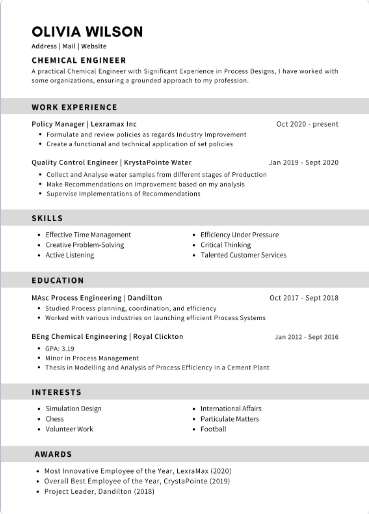 OLIVIA WILSON
Address | Mail | Website
CHEMICAL ENGINEER
A practical Chemical Engineer with Significant Experience in Process Designs, I have worked with
some organizations, ensuring a grounded approach to my profession.
WORK EXPERIENCE
Policy Manager | Lexramax Inc Oct 2020 - present
• Formulate and review policies as regards Industry Improvement
• Create a functional and technical application of set policies
Quality Control Engineer | KrystaPointe Water Jan 2019 - Sept 2020
• Collect and Analyse water samples from different stages of Production
• Make Recommendations on Improvement based on my analysis
• Supervise Implementations of Recommendations
SKILLS
• Effective Time Management
• Creative Problem-Solving
• Active Listening
• Efficiency Under Pressure
• Critical Thinking
• Talented Customer Services
EDUCATION
MAsc Process Engineering | Dandilton Oct 2017 - Sept 2018
• Studied Process planning, coordination, and efficiency
• Worked with various industries on launching efficient Process Systems
BEng Chemical Engineering | Royal Clickton Jan 2012 - Sept 2016
• GPA: 3.19
• Minor in Process Management
• Thesis in Modelling and Analysis of Process Efficiency in a Cement Plant
INTERESTS
• Simulation Design
• Chess
• Volunteer Work
• International Affairs
• Particulate Matters
• Football
AWARDS
• Most Innovative Employee of the Year, LexraMax (2020)
• Overall Best Employee of the Year, CrystaPointe (2019)
• Project Leader, Dandilton (2018)